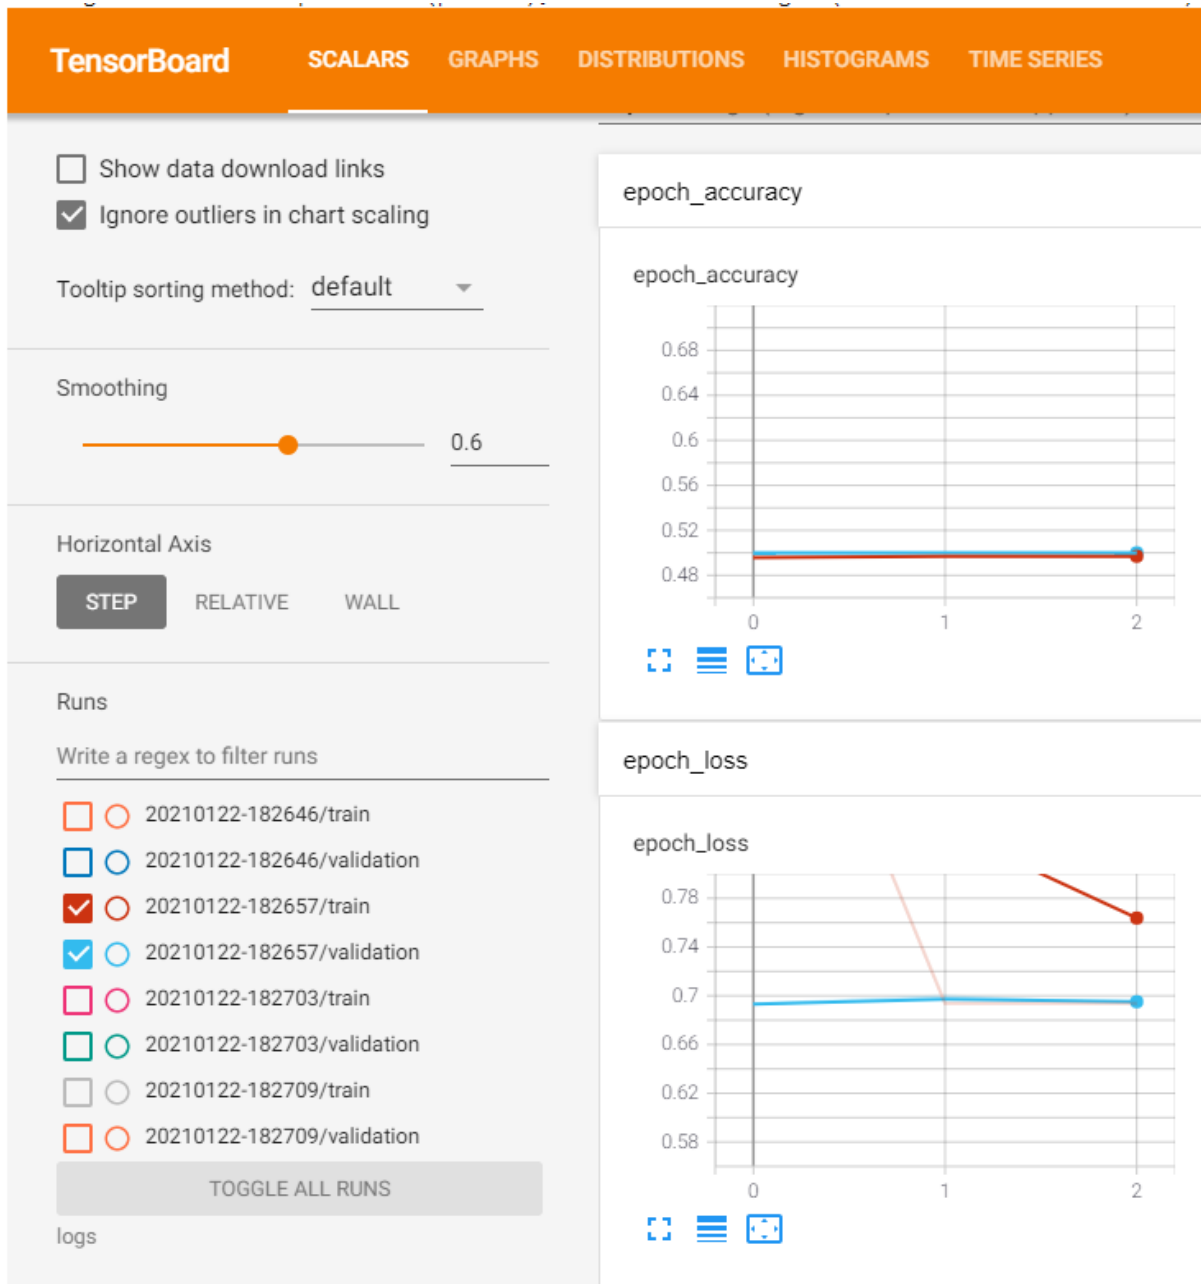 TensorBoard SCALARS GRAPHS DISTRIBUTIONS HISTOGRAMS TIME SERIES
Show data download links
Ignore outliers in chart scaling
Tooltip sorting method: default
Smoothing
0.6
Horizontal Axis
STEP RELATIVE WALL
Runs
Write a regex to filter runs
20210122-182646/train
20210122-182646/validation
20210122-182657/train
20210122-182657/validation
20210122-182703/train
20210122-182703/validation
20210122-182709/train
20210122-182709/validation
TOGGLE ALL RUNS
logs
epoch_accuracy
epoch_accuracy
0.68
0.64
0.6
0.56
0.52
0.48
0 1 2
epoch_loss
epoch_loss
0.78
0.74
0.7
0.66
0.62
0.58
0 1 2